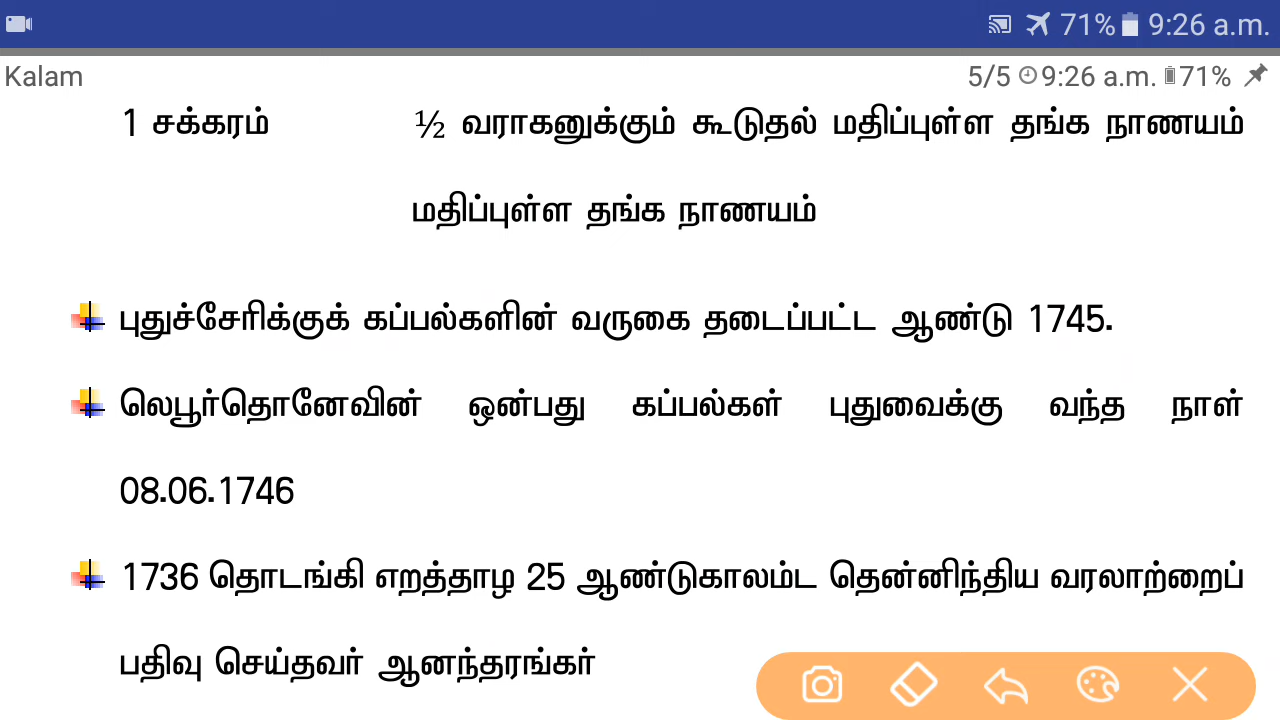 71% 9:26 a.m.
Kalam 5/5 9:26 a.m. 71%
1 சக்கரம் ½ வராகனுக்கும் கூடுதல் மதிப்புள்ள தங்க நாணயம்
மதிப்புள்ள தங்க நாணயம்
புதுச்சேரிக்குக் கப்பல்களின் வருகை தடைப்பட்ட ஆண்டு 1745.
லெபூர்தொனேவின் ஒன்பது கப்பல்கள் புதுவைக்கு வந்த நாள்
08.06.1746
1736 தொடங்கி எறத்தாழ 25 ஆண்டுகாலம்ட தென்னிந்திய வரலாற்றைப்
பதிவு செய்தவர் ஆனந்தரங்கர்